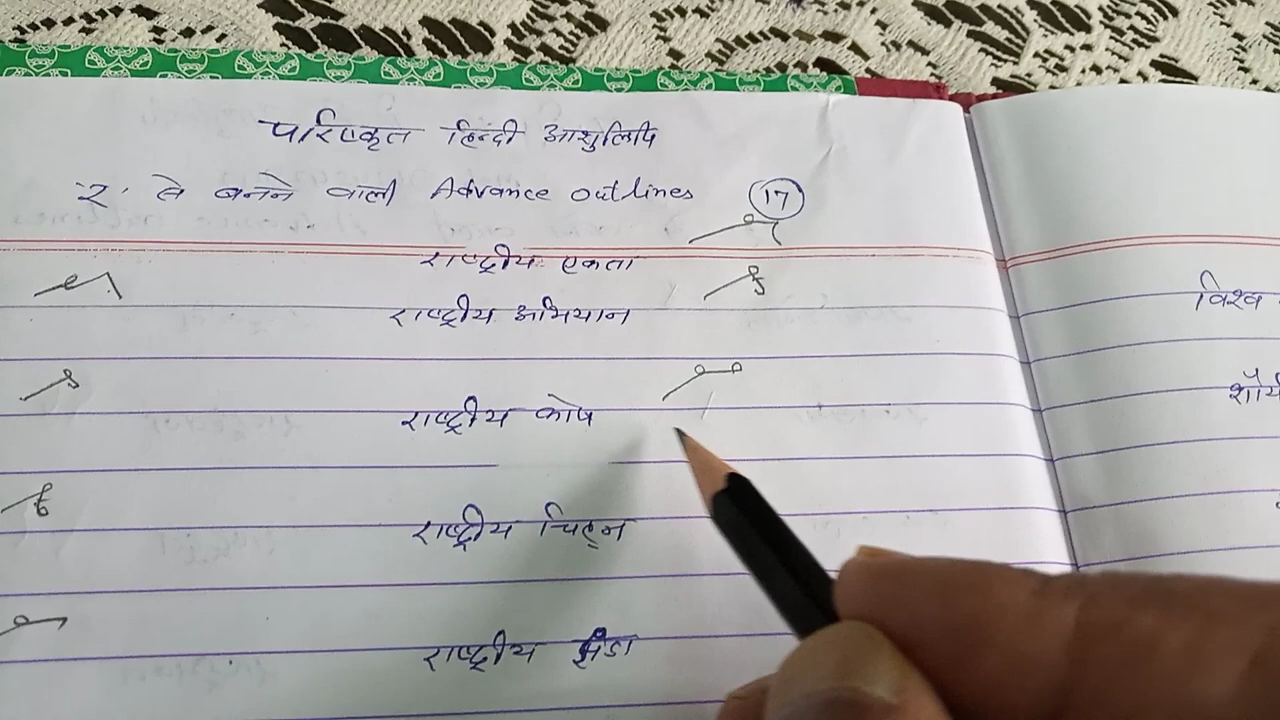 परिष्कृत हिन्दी आशुलिपि
'र' से बनने वाली Advance outlines 17
राष्ट्रीय एकता
राष्ट्रीय अभियान
राष्ट्रीय कोष
राष्ट्रीय चिह्न
राष्ट्रीय झंडा
विश्व